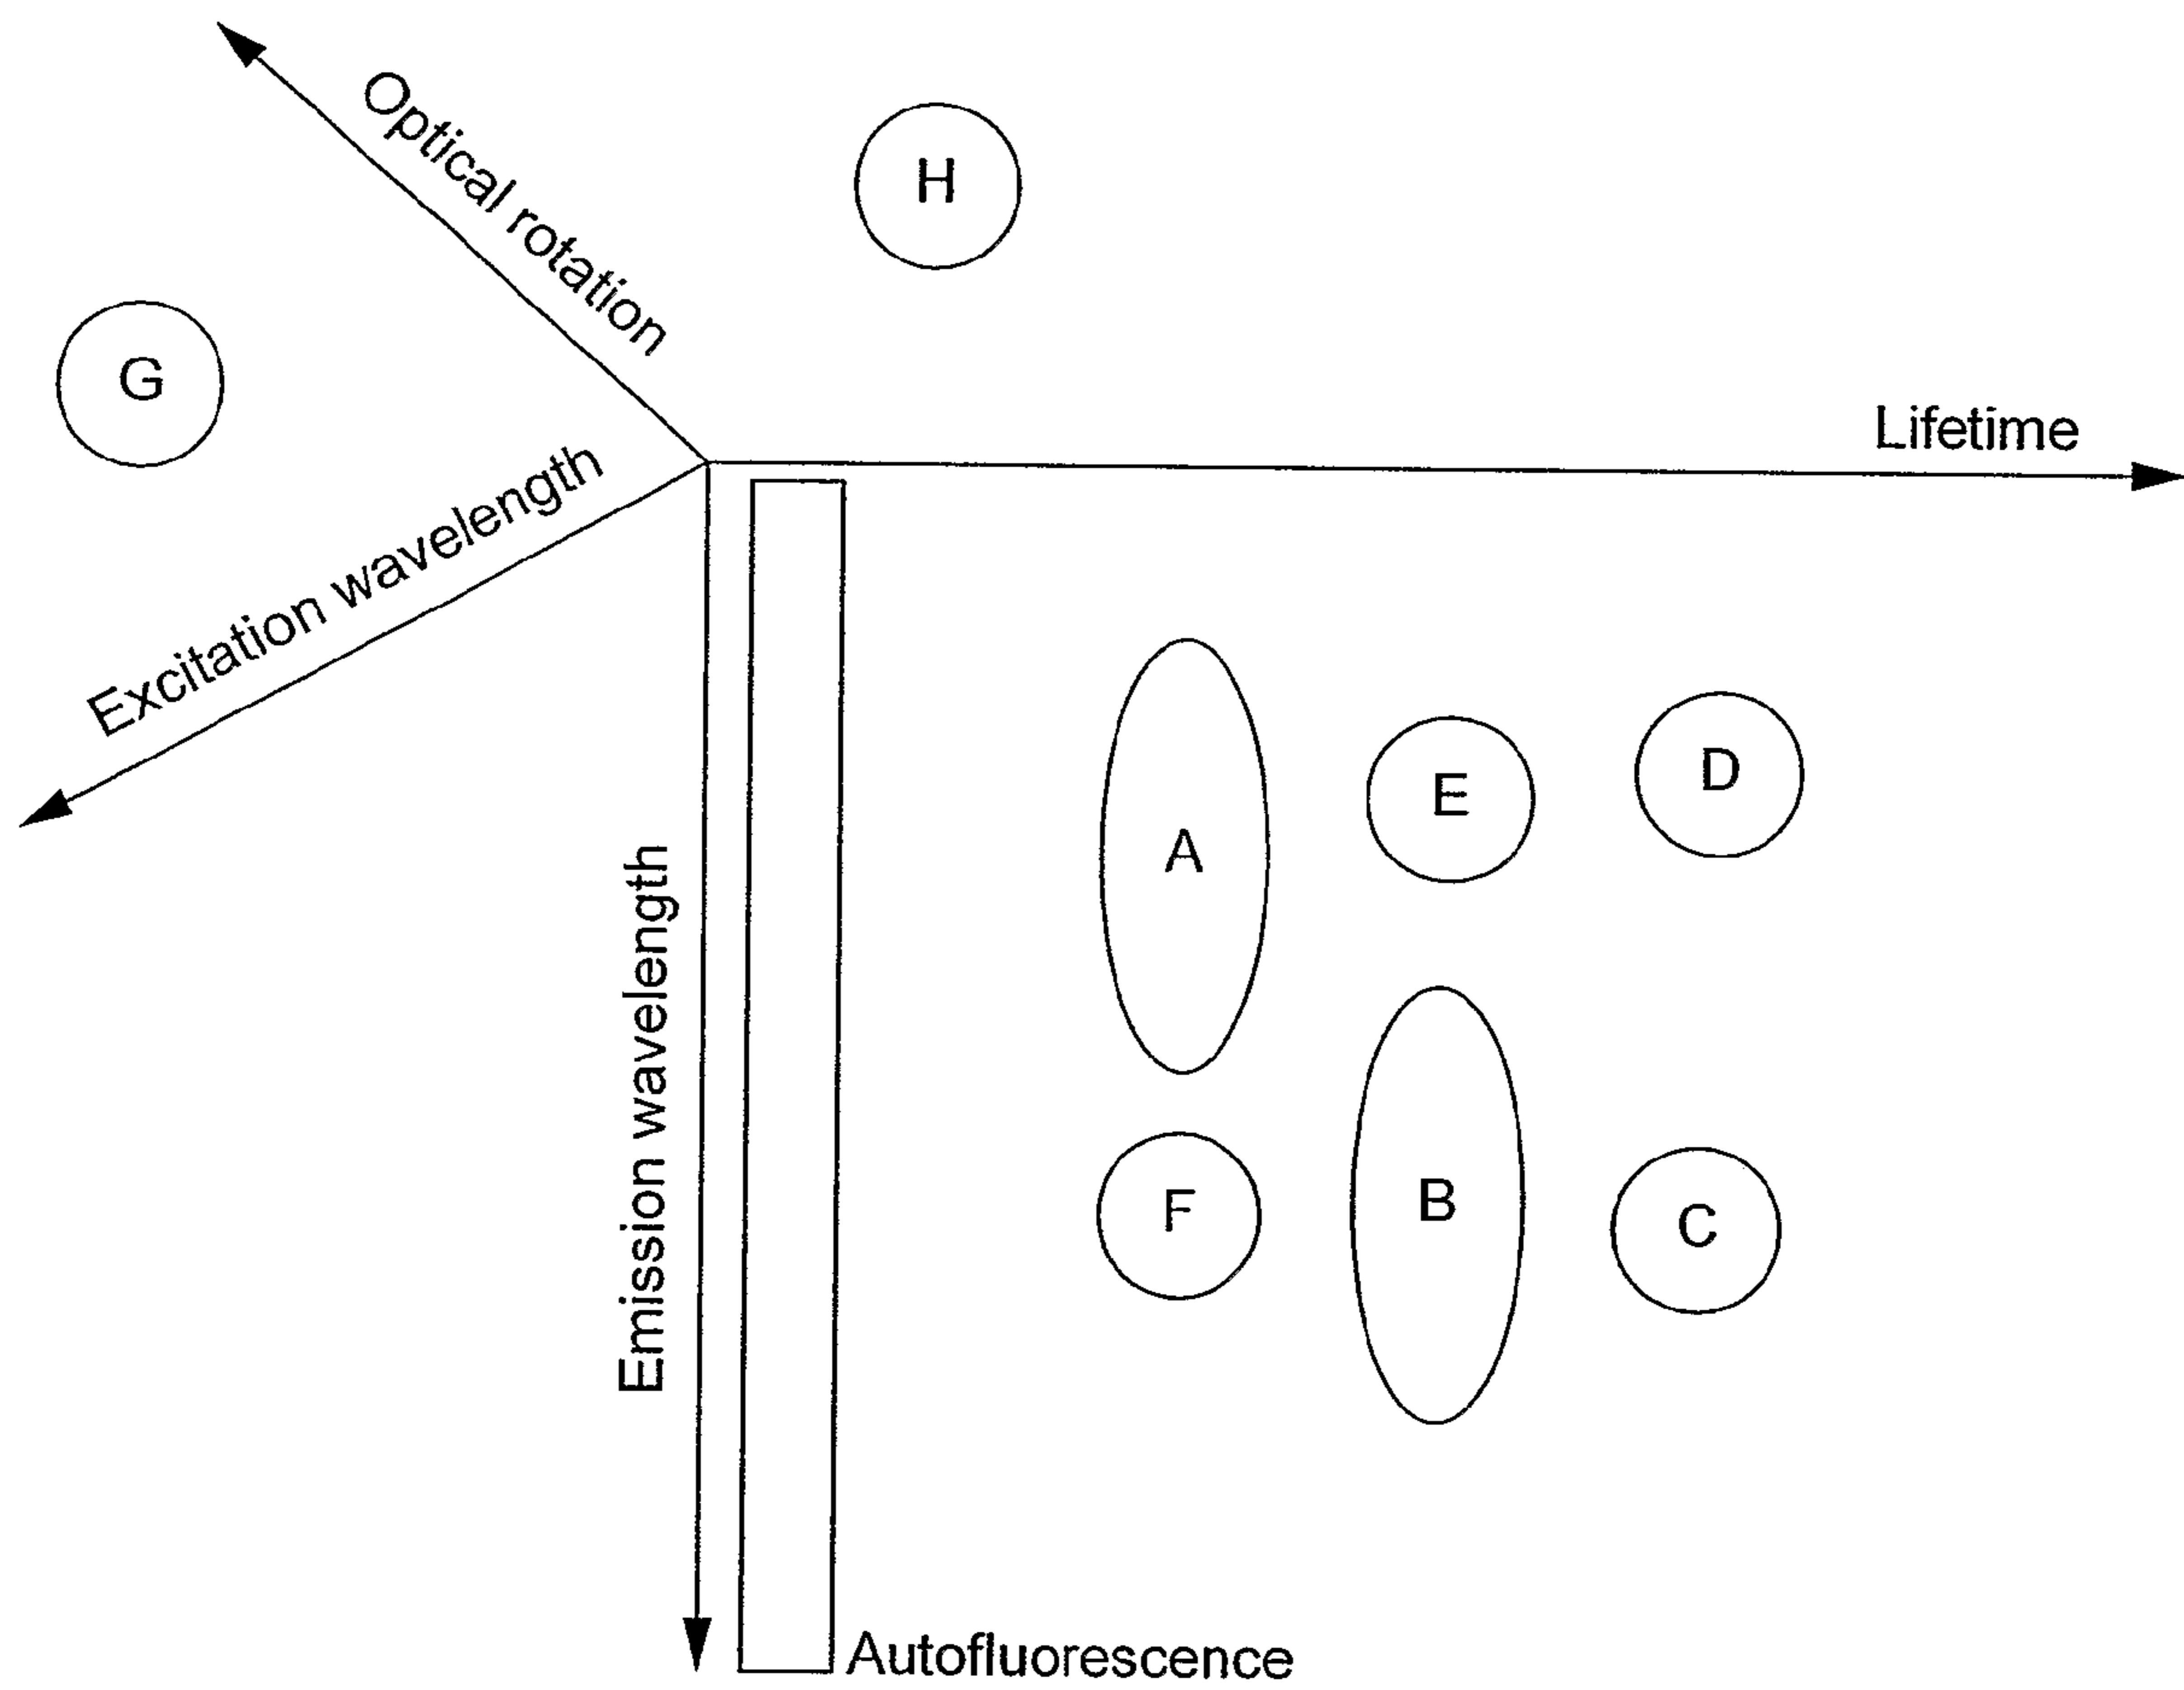 Optical rotation
H
G
Lifetime
Excitation wavelength
E
D
A
Emission wavelength
F
B
C
Autofluorescence